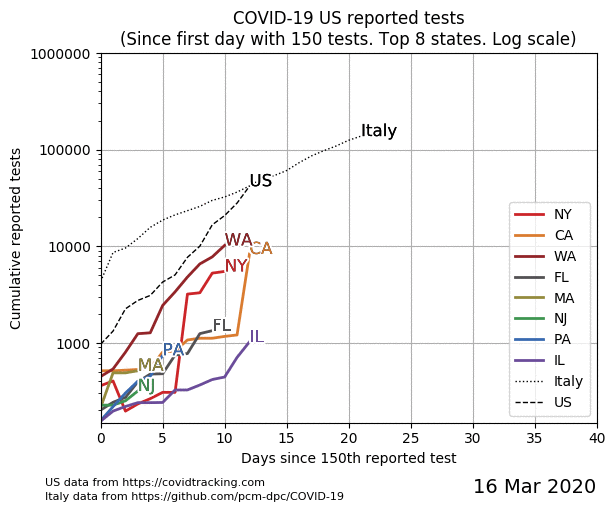 COVID-19 US reported tests
(Since first day with 150 tests. Top 8 states. Log scale)
Cumulative reported tests
1000000
100000
10000
1000
Italy
US
WA
CA
NY
FL
IL
PA
MA
NJ
NY
CA
WA
FL
MA
NJ
PA
IL
Italy
US
0 5 10 15 20 25 30 35 40
Days since 150th reported test
US data from https://covidtracking.com
Italy data from https://github.com/pcm-dpc/COVID-19
16 Mar 2020